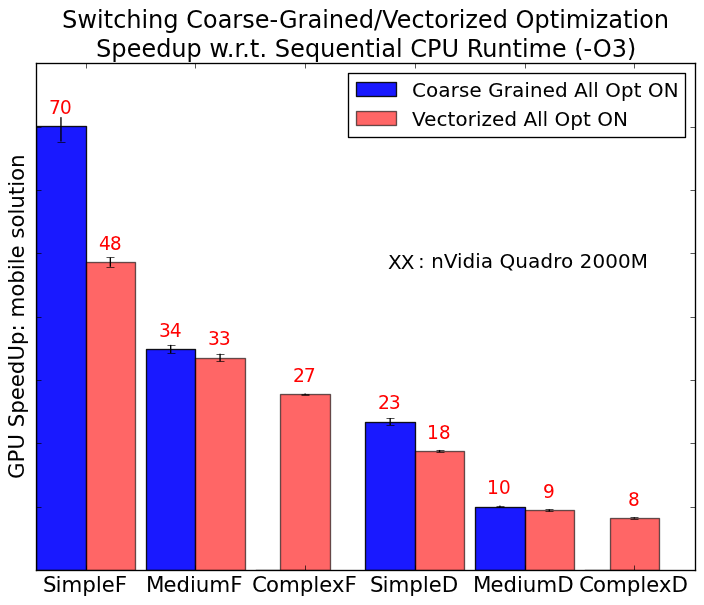 Switching Coarse-Grained/Vectorized Optimization
Speedup w.r.t. Sequential CPU Runtime (-O3)
Coarse Grained All Opt ON
Vectorized All Opt ON
XX : nVidia Quadro 2000M
GPU SpeedUp: mobile solution
70
48
34
33
27
23
18
10
9
8
SimpleF MediumF ComplexF SimpleD MediumD ComplexD